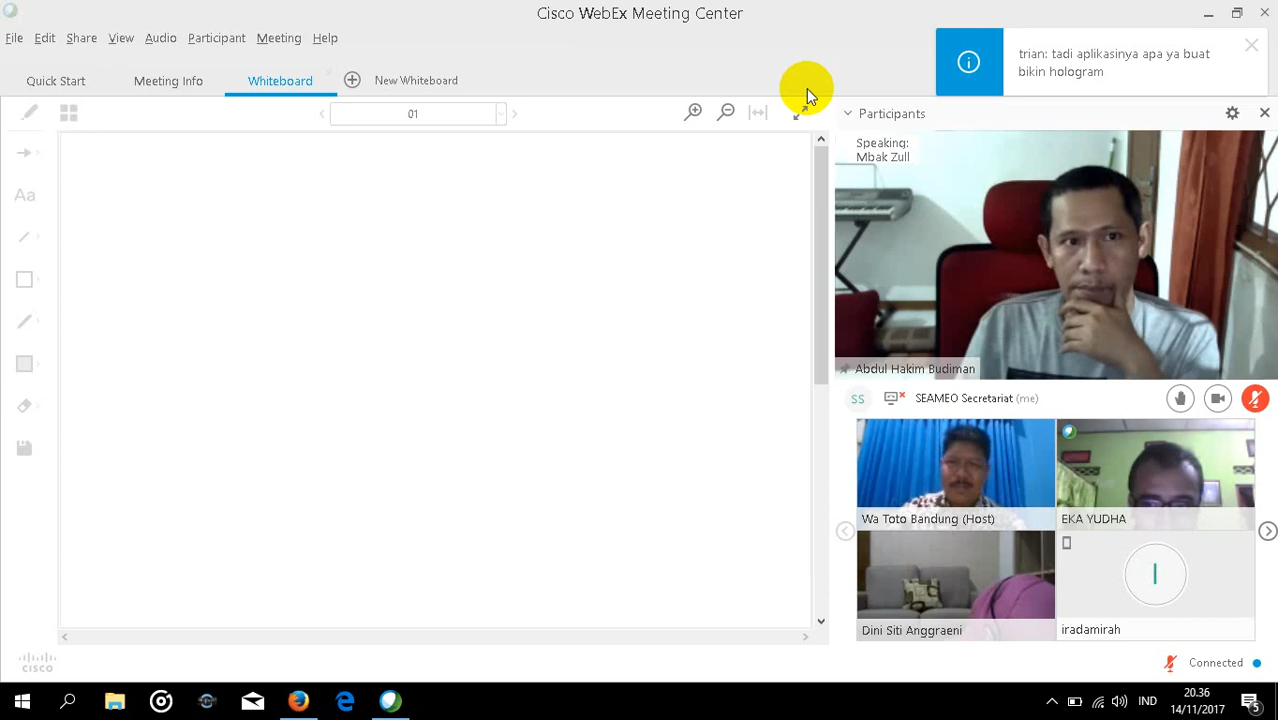 Cisco WebEx Meeting Center
File Edit Share View Audio Participant Meeting Help
trian: tadi aplikasinya apa ya buat
bikin hologram
Quick Start Meeting Info Whiteboard New Whiteboard
01
Participants
Speaking:
Mbak Zull
Aa
Abdul Hakim Budiman
SS SEAMEO Secretariat (me)
Wa Toto Bandung (Host) EKA YUDHA
I
Dini Siti Anggraeni iradamirah
CISCO
Connected
IND
20.36
14/11/2017
5